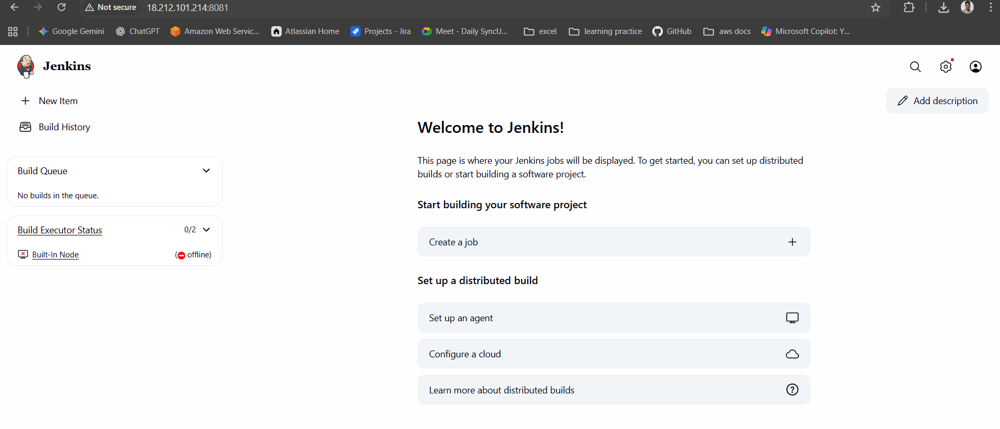 Not secure 18.212.101.214:8081
Google Gemini ChatGPT Amazon Web Servic... Atlassian Home Projects - Jira Meet - Daily SyncU... excel learning practice GitHub aws docs Microsoft Copilot: Y...
Jenkins
New Item
Build History
Build Queue
No builds in the queue.
Build Executor Status 0/2
Built-In Node (offline)
Add description
Welcome to Jenkins!
This page is where your Jenkins jobs will be displayed. To get started, you can set up distributed
builds or start building a software project.
Start building your software project
Create a job
Set up a distributed build
Set up an agent
Configure a cloud
Learn more about distributed builds